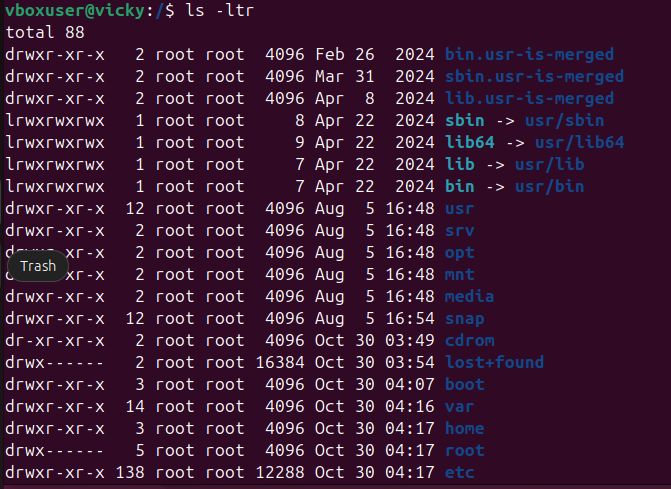 vboxuser@vicky:/$ ls -ltr
total 88
drwxr-xr-x   2 root root  4096 Feb 26  2024 bin.usr-is-merged
drwxr-xr-x   2 root root  4096 Mar 31  2024 sbin.usr-is-merged
drwxr-xr-x   2 root root  4096 Apr  8  2024 lib.usr-is-merged
lrwxrwxrwx   1 root root     8 Apr 22  2024 sbin -> usr/sbin
lrwxrwxrwx   1 root root     9 Apr 22  2024 lib64 -> usr/lib64
lrwxrwxrwx   1 root root     7 Apr 22  2024 lib -> usr/lib
lrwxrwxrwx   1 root root     7 Apr 22  2024 bin -> usr/bin
drwxr-xr-x  12 root root  4096 Aug  5 16:48 usr
drwxr-xr-x   2 root root  4096 Aug  5 16:48 srv
drwxr-xr-x   2 root root  4096 Aug  5 16:48 opt
Trash
drwxr-xr-x   2 root root  4096 Aug  5 16:48 mnt
drwxr-xr-x   2 root root  4096 Aug  5 16:48 media
drwxr-xr-x  12 root root  4096 Aug  5 16:54 snap
dr-xr-xr-x   2 root root  4096 Oct 30 03:49 cdrom
drwx------   2 root root 16384 Oct 30 03:54 lost+found
drwxr-xr-x   3 root root  4096 Oct 30 04:07 boot
drwxr-xr-x  14 root root  4096 Oct 30 04:16 var
drwxr-xr-x   3 root root  4096 Oct 30 04:17 home
drwx------   5 root root  4096 Oct 30 04:17 root
drwxr-xr-x 138 root root 12288 Oct 30 04:17 etc